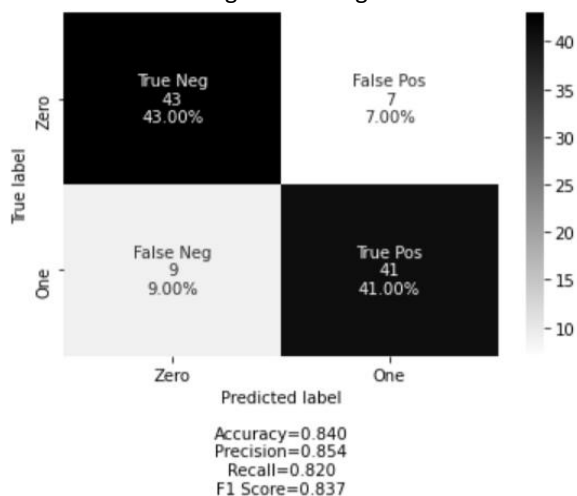 True Neg
43
43.00%
False Pos
7
7.00%
False Neg
9
9.00%
True Pos
41
41.00%
Zero
One
True label
Zero
One
Predicted label
40
35
30
25
20
15
10
Accuracy=0.840
Precision=0.854
Recall=0.820
F1 Score=0.837